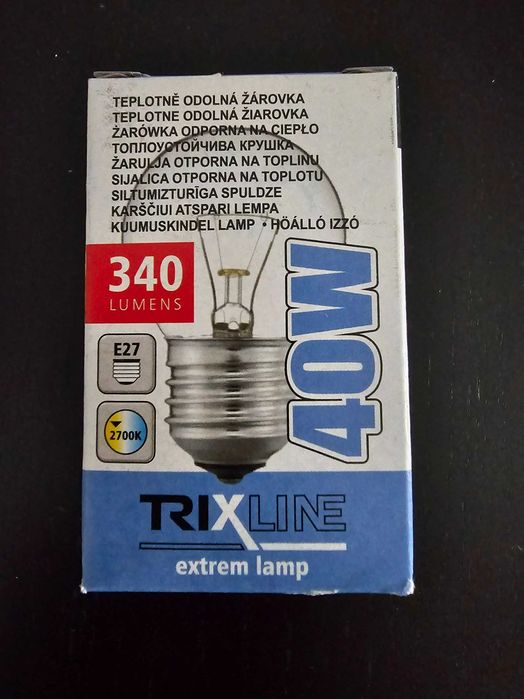 TEPLOTNĚ ODOLNÁ ŽÁROVKA
TEPLOTNE ODOLNÁ ŽIAROVKA
ŻARÓWKA ODPORNA NA CIEPŁO
ТОПЛОУСТОЙЧИВА КРУШКА
ŽARULJA OTPORNA NA TOPLINU
SIJALICA OTPORNA NA TOPLOTU
SILTUMIZTURĪGA SPULDZE
KARŠČIUI ATSPARI LEMPA
KUUMUSKINDEL LAMP • HŐÁLLÓ IZZÓ
340
LUMENS
40W
E27
2700K
TRIXLINE
extrem lamp